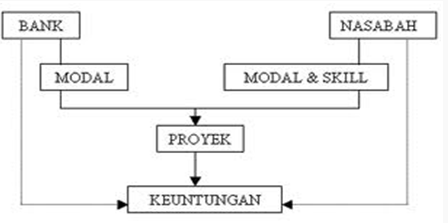 BANK
NASABAH
MODAL
MODAL & SKILL
PROYEK
KEUNTUNGAN